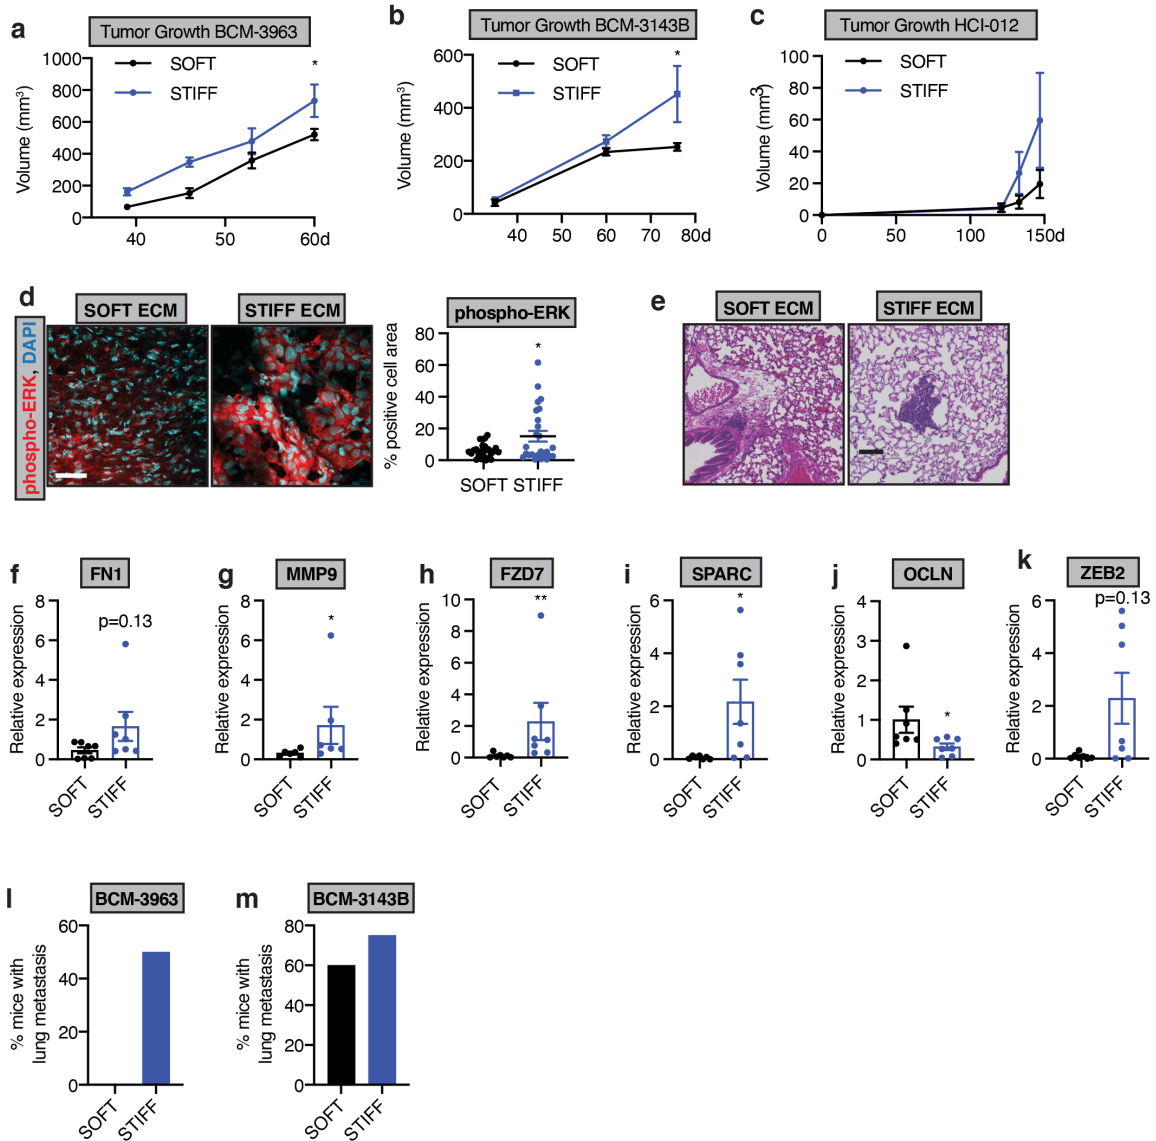 a
Tumor Growth BCM-3963
Volume (mm³)
1000
800
600
400
200
0
40
50
60d
SOFT
STIFF
*
b
Tumor Growth BCM-3143B
Volume (mm³)
600
400
200
0
40
50
60
70
80d
SOFT
STIFF
*
c
Tumor Growth HCI-012
Volume (mm³)
100
80
60
40
20
0
0
50
100
150d
SOFT
STIFF
d
SOFT ECM
STIFF ECM
phospho-ERK, DAPI
phospho-ERK
% positive cell area
80
60
40
20
0
*
SOFT STIFF
e
SOFT ECM
STIFF ECM
f
FN1
Relative expression
8
6
4
2
0
p=0.13
SOFT
STIFF
g
MMP9
Relative expression
8
6
4
2
0
*
SOFT
STIFF
h
FZD7
Relative expression
10
8
6
4
2
0
**
SOFT
STIFF
i
SPARC
Relative expression
6
4
2
0
*
SOFT
STIFF
j
OCLN
Relative expression
4
3
2
1
0
*
SOFT
STIFF
k
ZEB2
Relative expression
6
4
2
0
p=0.13
SOFT
STIFF
l
BCM-3963
% mice with
lung metastasis
60
40
20
0
SOFT
STIFF
m
BCM-3143B
% mice with
lung metastasis
80
60
40
20
0
SOFT
STIFF